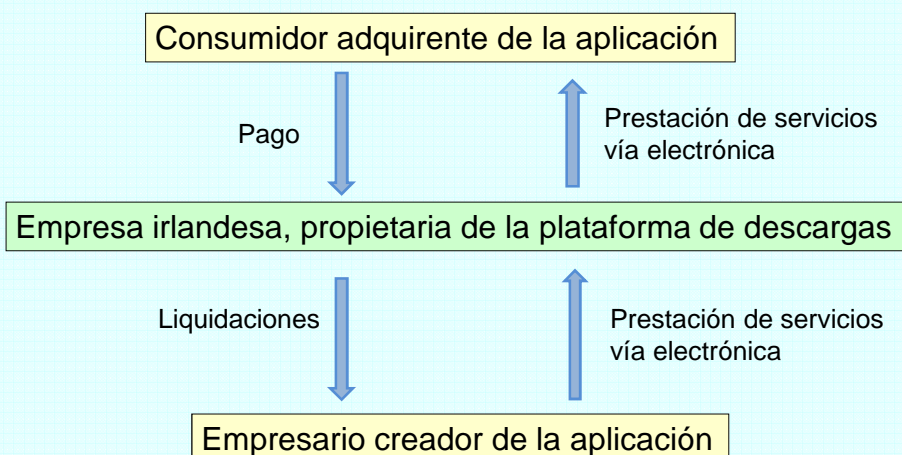 Consumidor adquirente de la aplicación
Pago
Prestación de servicios
vía electrónica
Empresa irlandesa, propietaria de la plataforma de descargas
Liquidaciones
Prestación de servicios
vía electrónica
Empresario creador de la aplicación